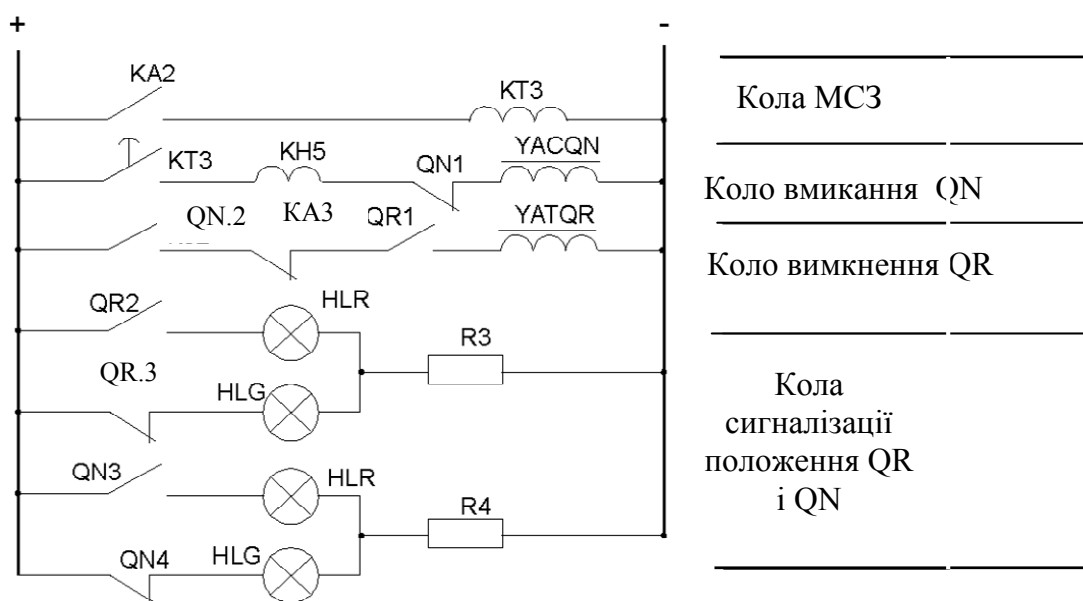 +
-
KA2
KT3
Кола МСЗ
KT3
KH5
QN1
YACQN
Коло вмикання QN
QN.2
КАЗ
QR1
YATQR
Коло вимкнення QR
QR2
HLR
R3
QR.3
HLG
Кола
сигналізації
положення QR
і QN
QN3
HLR
R4
QN4
HLG